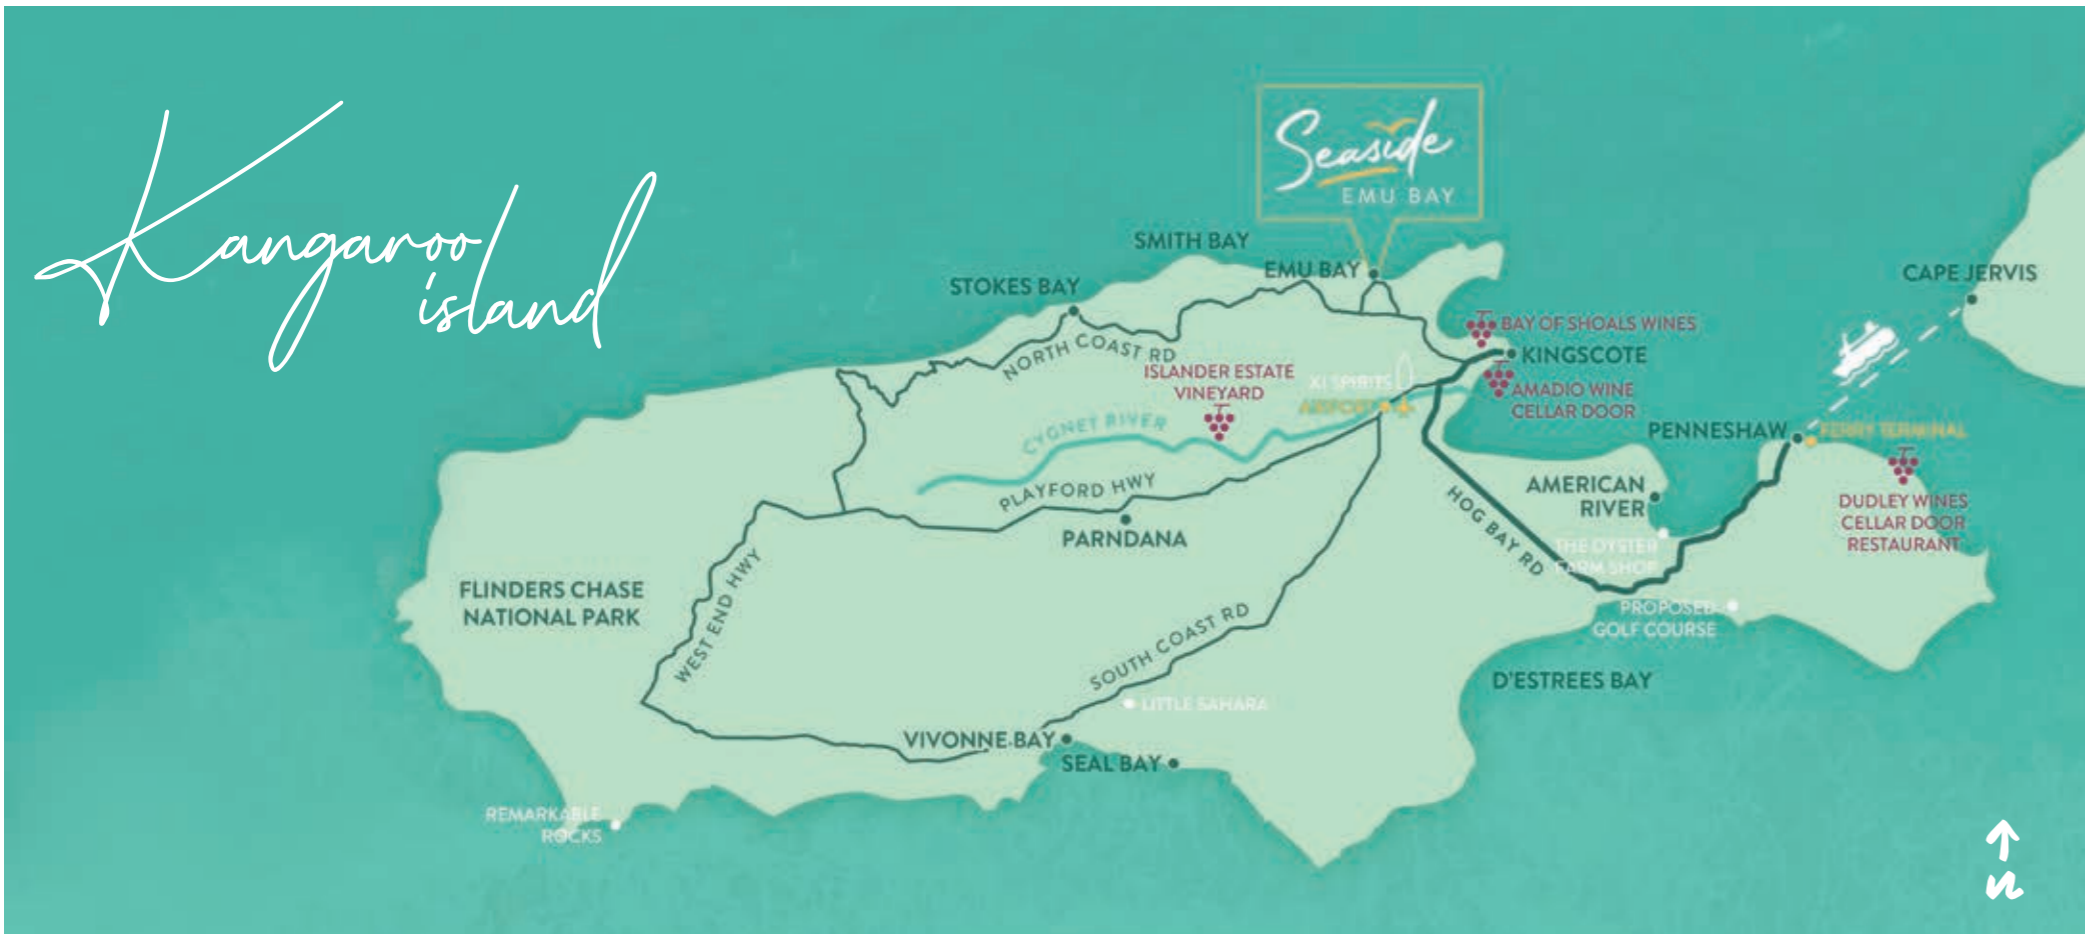 Kangaroo
island
Seaside
EMU BAY
SMITH BAY
EMU BAY
STOKES BAY
CAPE JERVIS
NORTH COAST RD
BAY OF SHOALS WINES
KINGSCOTE
ISLANDER ESTATE
VINEYARD
KI SPIRITS
AIRPORT
AMADIO WINE
CELLAR DOOR
CYGNET RIVER
PENNESHAW
FERRY TERMINAL
PLAYFORD HWY
PARNDANA
HOG BAY RD
AMERICAN
RIVER
DUDLEY WINES
CELLAR DOOR
RESTAURANT
THE OYSTER
FARM SHOP
FLINDERS CHASE
NATIONAL PARK
WEST END HWY
PROPOSED
GOLF COURSE
SOUTH COAST RD
D'ESTREES BAY
LITTLE SAHARA
VIVONNE BAY
SEAL BAY
REMARKABLE
ROCKS
n